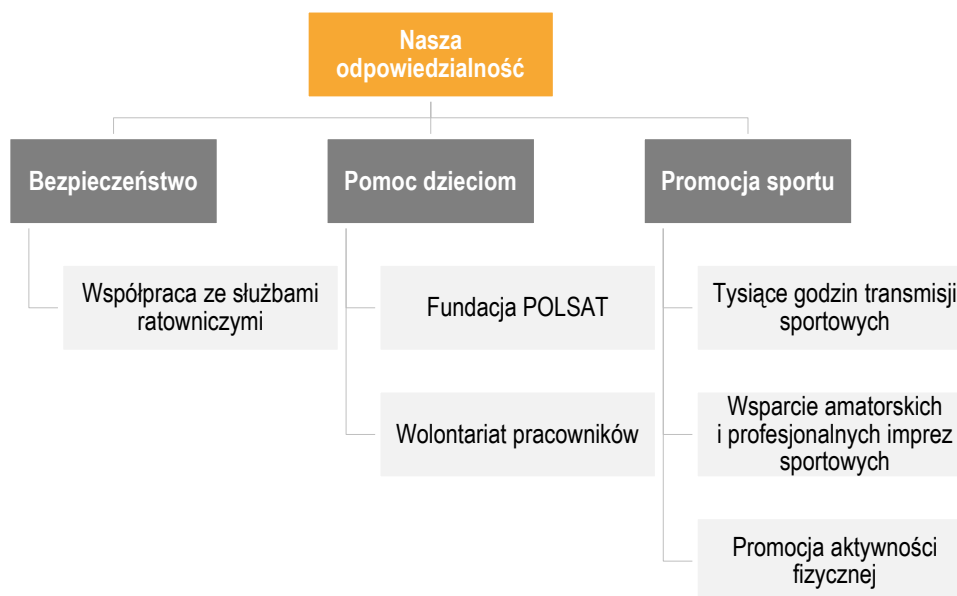 Nasza
odpowiedzialność
Bezpieczeństwo
Pomoc dzieciom
Promocja sportu
Współpraca ze służbami
ratowniczymi
Fundacja POLSAT
Wolontariat pracowników
Tysiące godzin transmisji
sportowych
Wsparcie amatorskich
i profesjonalnych imprez
sportowych
Promocja aktywności
fizycznej